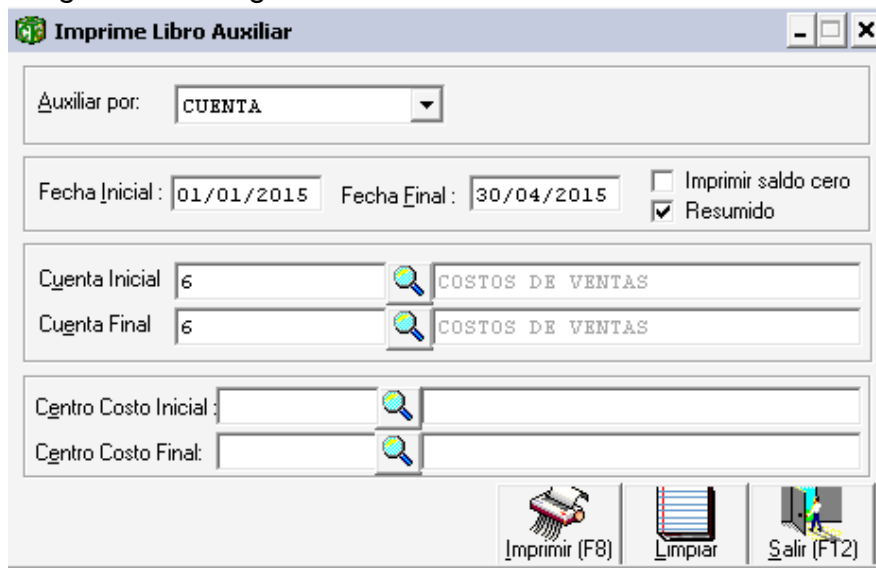 Imprime Libro Auxiliar
Auxiliar por: CUENTA
Fecha Inicial : 01/01/2015 Fecha Final : 30/04/2015 Imprimir saldo cero
Resumido
Cuenta Inicial 6 COSTOS DE VENTAS
Cuenta Final 6 COSTOS DE VENTAS
Centro Costo Inicial :
Centro Costo Final:
Imprimir (F8) Limpiar Salir (F12)